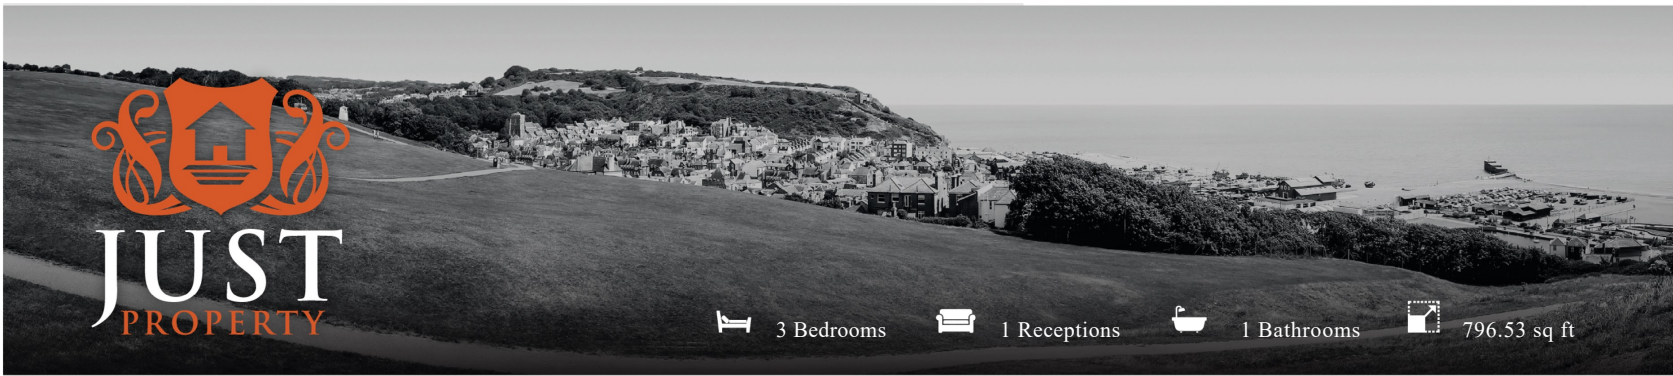 JUST
PROPERTY
3 Bedrooms
1 Receptions
1 Bathrooms
796.53 sq ft